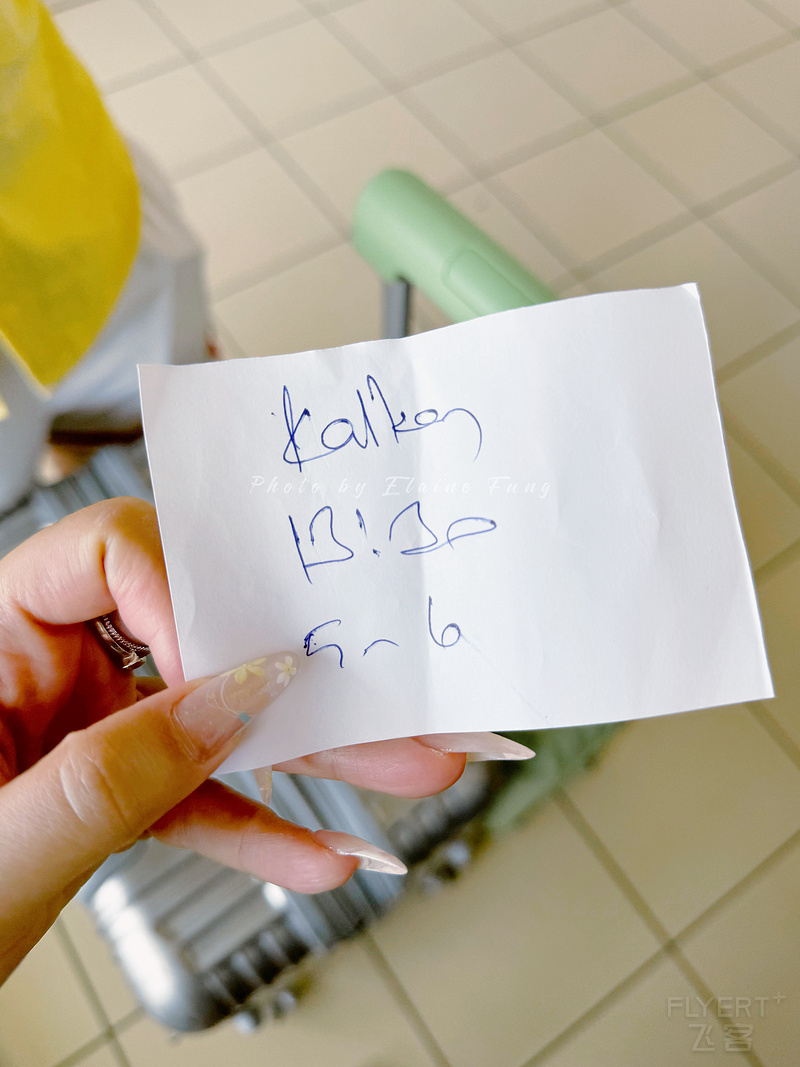 Kalkan
13:30
5-6
Photo by Elaine Fung
FLYERT+
飞客